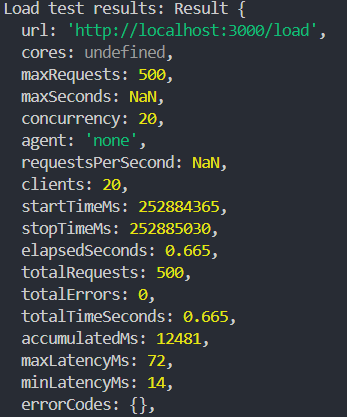 Load test results: Result {
url: 'http://localhost:3000/load',
cores: undefined,
maxRequests: 500,
maxSeconds: NaN,
concurrency: 20,
agent: 'none',
requestsPerSecond: NaN,
clients: 20,
startTimeMs: 252884365,
stopTimeMs: 252885030,
elapsedSeconds: 0.665,
totalRequests: 500,
totalErrors: 0,
totalTimeSeconds: 0.665,
accumulatedMs: 12481,
maxLatencyMs: 72,
minLatencyMs: 14,
errorCodes: {},